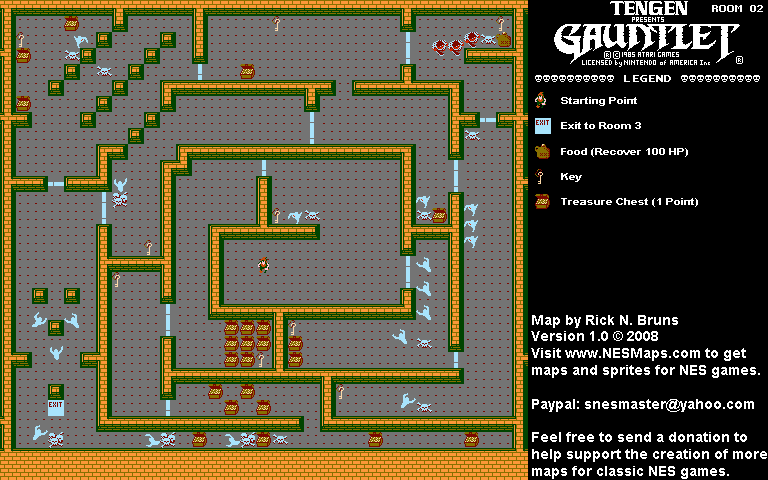 TENGEN
ROOM 02
PRESENTS
GAUNTLET
® © 1985 ATARI GAMES ®
LICENSED by NINTENDO of AMERICA Inc
LEGEND
Starting Point
EXIT
Exit to Room 3
Food (Recover 100 HP)
Key
Treasure Chest (1 Point)
Map by Rick N. Bruns
Version 1.0 © 2008
Visit www.NESMaps.com to get
maps and sprites for NES games.
Paypal: snesmaster@yahoo.com
Feel free to send a donation to
help support the creation of more
maps for classic NES games.
EXIT